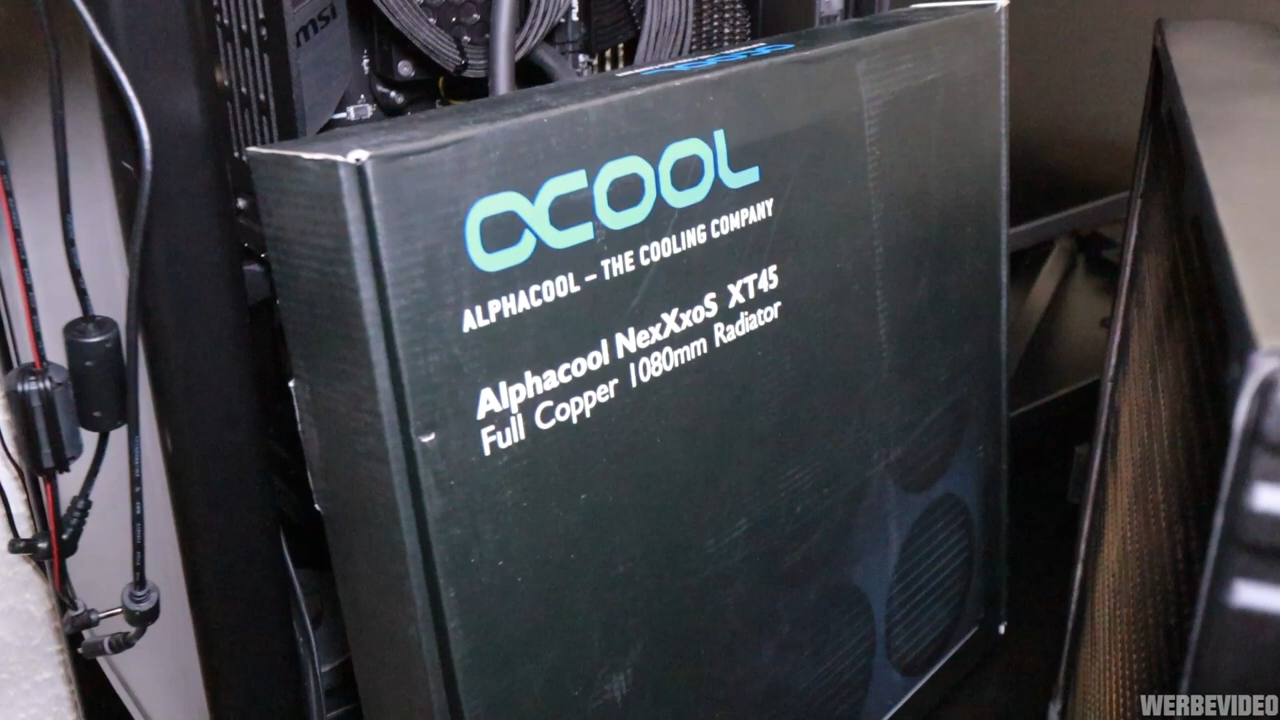 msi
acool
ALPHACOOL – THE COOLING COMPANY
Alphacool NexXxoS XT45
Full Copper 1080mm Radiator
WERBEVIDEO